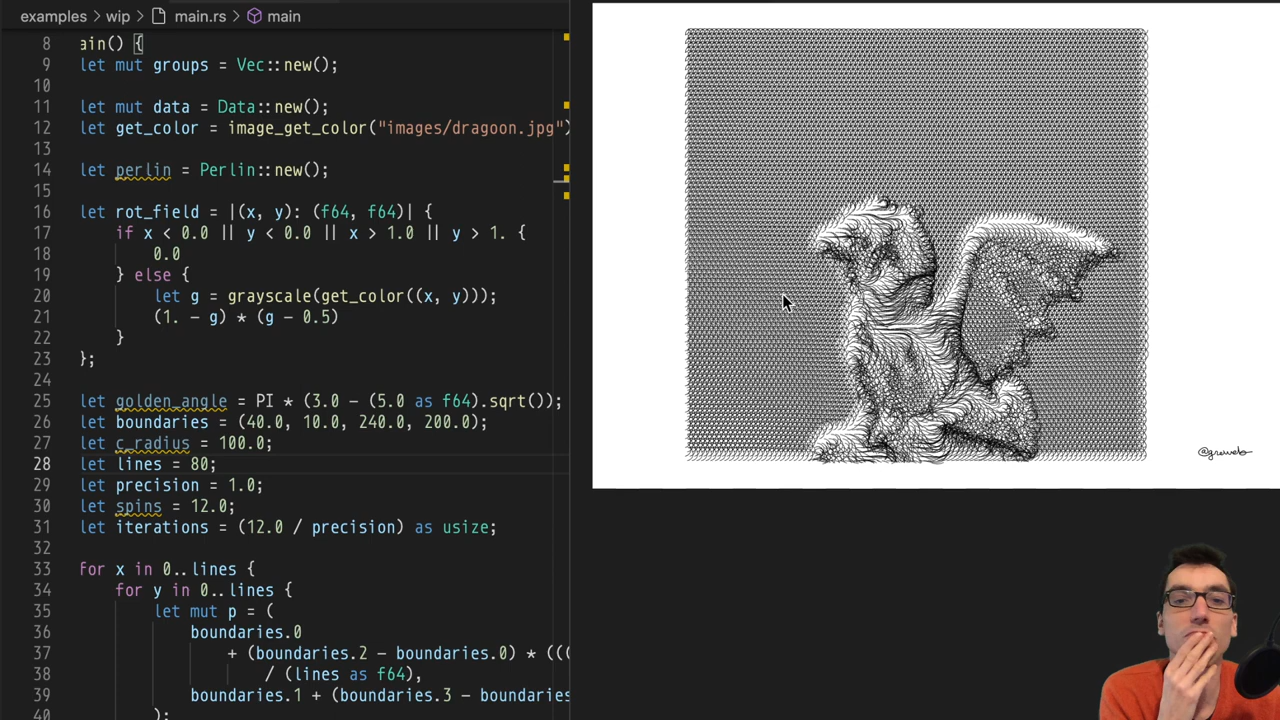 examples > wip > main.rs > main
8 ain() {
9 let mut groups = Vec::new();
10
11 let mut data = Data::new();
12 let get_color = image_get_color("images/dragoon.jpg")
13
14 let perlin = Perlin::new();
15
16 let rot_field = |(x, y): (f64, f64)| {
17 if x < 0.0 || y < 0.0 || x > 1.0 || y > 1. {
18 0.0
19 } else {
20 let g = grayscale(get_color((x, y)));
21 (1. - g) * (g - 0.5)
22 }
23 };
24
25 let golden_angle = PI * (3.0 - (5.0 as f64).sqrt());
26 let boundaries = (40.0, 10.0, 240.0, 200.0);
27 let c_radius = 100.0;
28 let lines = 80;
29 let precision = 1.0;
30 let spins = 12.0;
31 let iterations = (12.0 / precision) as usize;
32
33 for x in 0..lines {
34 for y in 0..lines {
35 let mut p = (
36 boundaries.0
37 + (boundaries.2 - boundaries.0) * (((
38 / (lines as f64),
39 boundaries.1 + (boundaries.3 - boundaries
40 );
@greweb